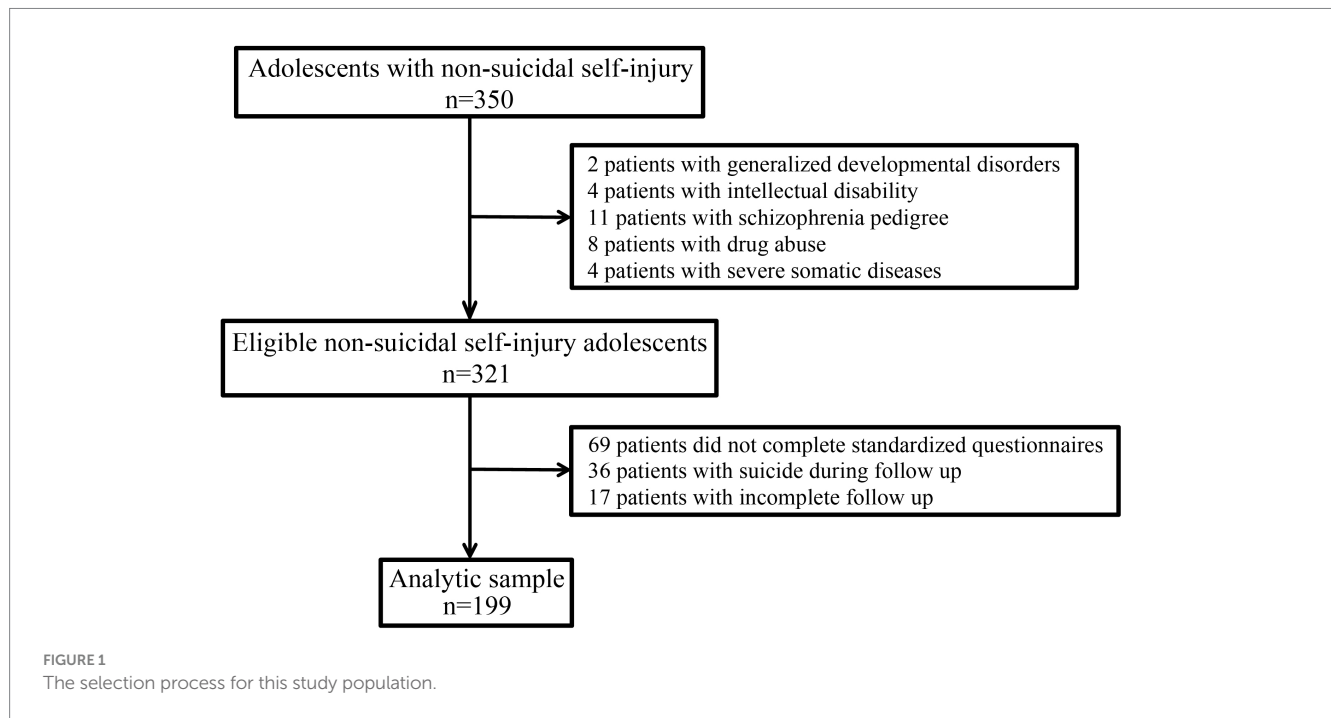 Adolescents with non-suicidal self-injury
n=350
2 patients with generalized developmental disorders
4 patients with intellectual disability
11 patients with schizophrenia pedigree
8 patients with drug abuse
4 patients with severe somatic diseases
Eligible non-suicidal self-injury adolescents
n=321
69 patients did not complete standardized questionnaires
36 patients with suicide during follow up
17 patients with incomplete follow up
Analytic sample
n=199
FIGURE 1
The selection process for this study population.